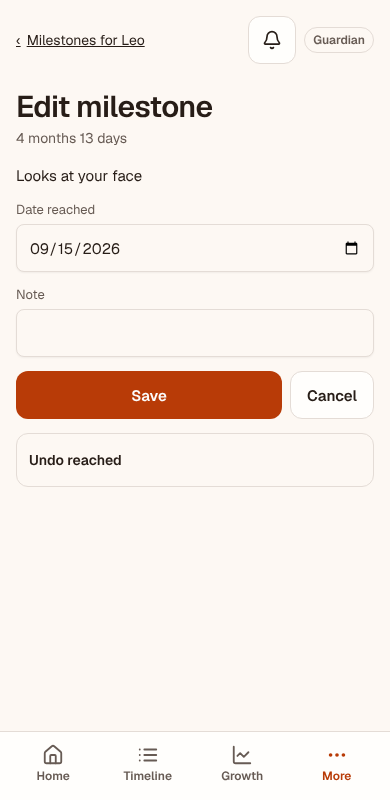 ‹ Milestones for Leo
Guardian
Edit milestone
4 months 13 days
Looks at your face
Date reached
09/15/2026
Note
Save
Cancel
Undo reached
Home
Timeline
Growth
More